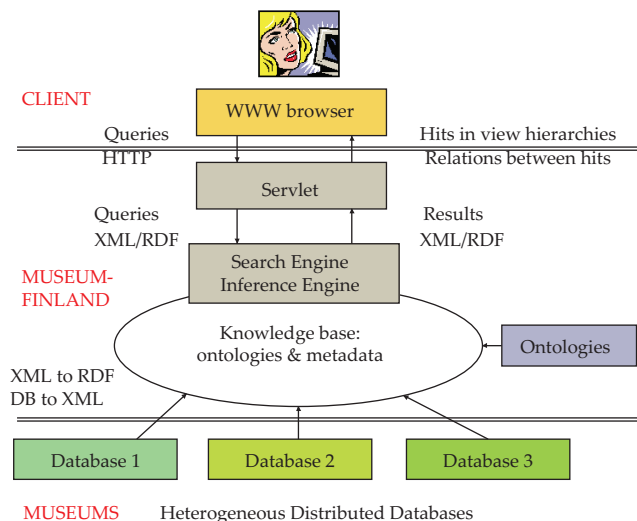 CLIENT
WWW browser
Queries
Hits in view hierarchies
HTTP
Relations between hits
Servlet
Queries
Results
XML/RDF
XML/RDF
Search Engine
Inference Engine
MUSEUM-
FINLAND
Knowledge base:
ontologies & metadata
Ontologies
XML to RDF
DB to XML
Database 1
Database 2
Database 3
MUSEUMS
Heterogeneous Distributed Databases